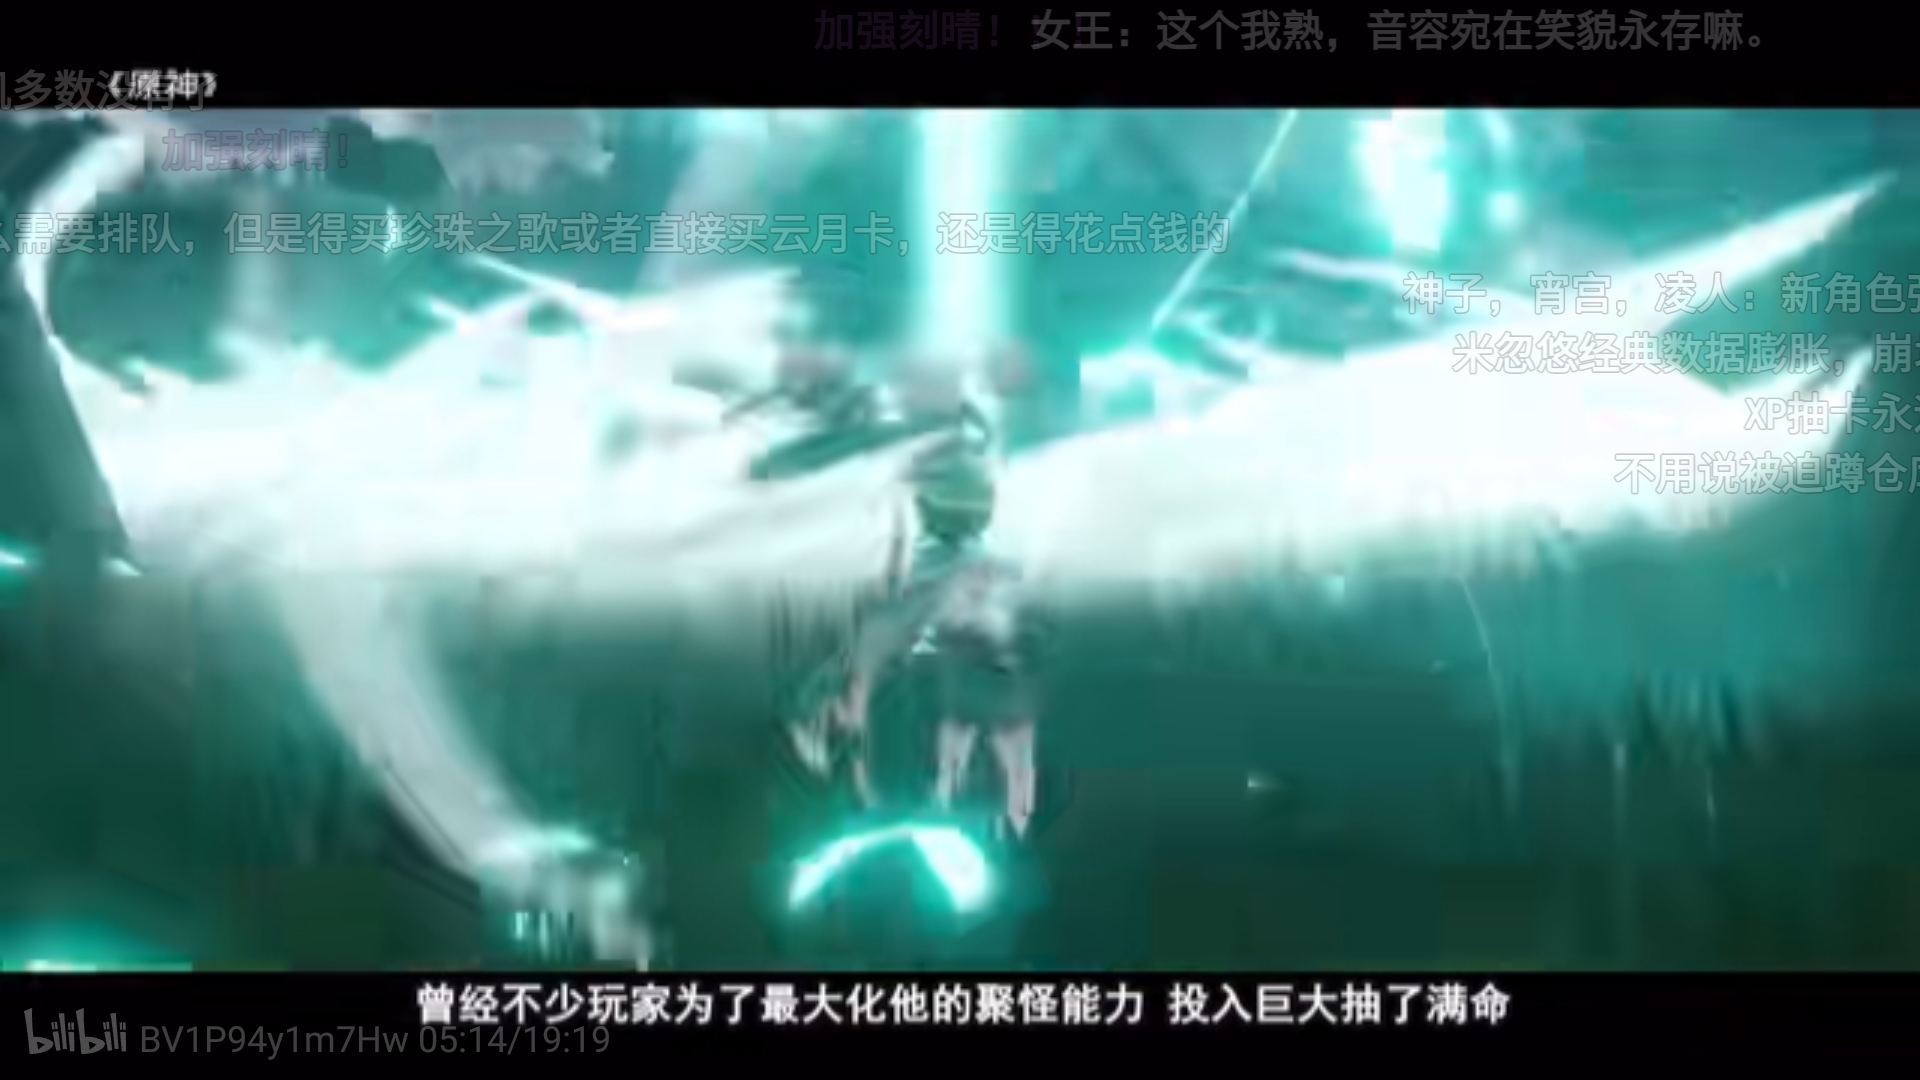 加强刻晴！ 女王：这个我熟，音容宛在笑貌永存嘛。
《原神》
多数没有了
加强刻晴！
需要排队，但是得买珍珠之歌或者直接买云月卡，还是得花点钱的
神子，宵宫，凌人：新角色
米忽悠经典数据膨胀，崩
XP抽卡永
不用说被迫蹲仓
曾经不少玩家为了最大化他的聚怪能力 投入巨大抽了满命
bilibili BV1P94y1m7Hw 05:14/19:19